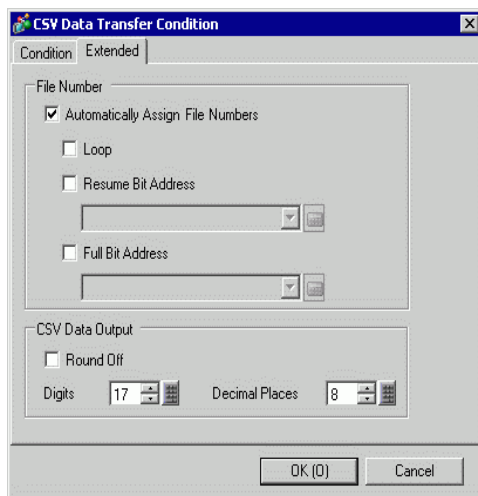 CSV Data Transfer Condition
Condition Extended
File Number
Automatically Assign File Numbers
Loop
Resume Bit Address
Full Bit Address
CSV Data Output
Round Off
Digits 17 Decimal Places 8
OK (O) Cancel